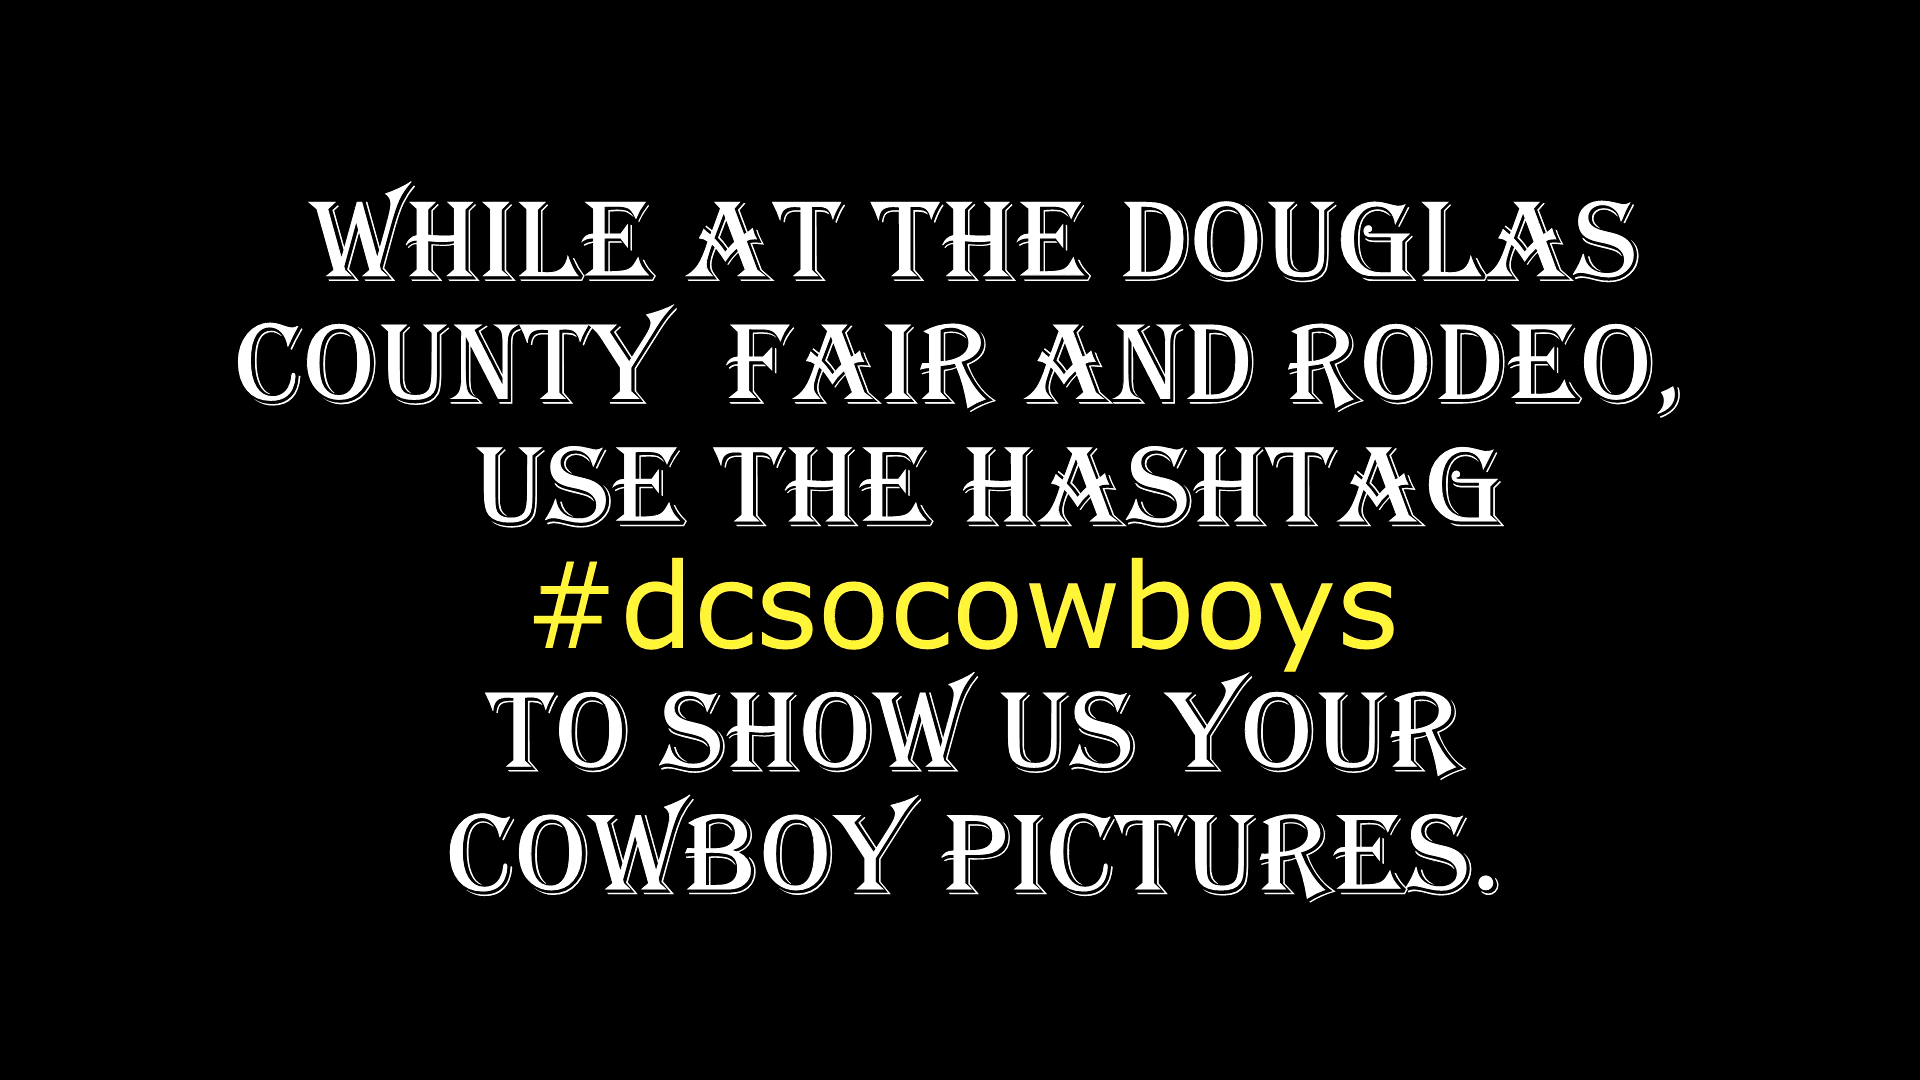 WHILE AT THE DOUGLAS
COUNTY FAIR AND RODEO,
USE THE HASHTAG
#dcsocowboys
TO SHOW US YOUR
COWBOY PICTURES.